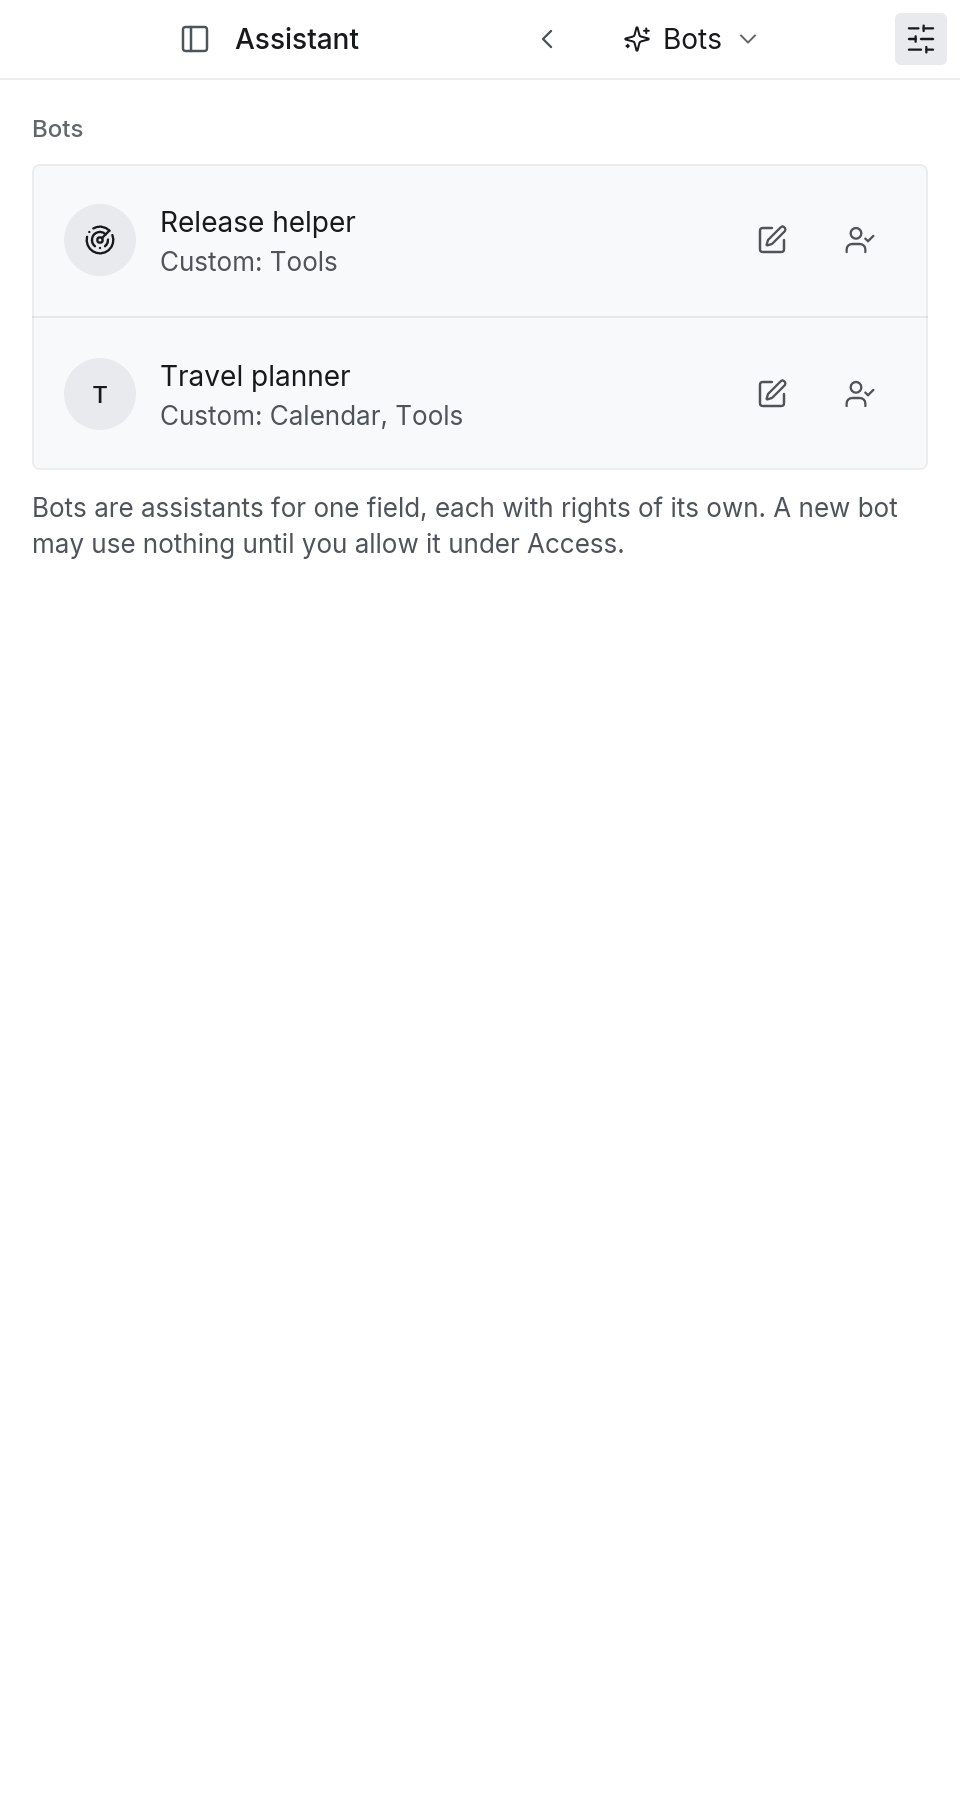 Assistant
Bots
Bots
Release helper
Custom: Tools
T
Travel planner
Custom: Calendar, Tools
Bots are assistants for one field, each with rights of its own. A new bot
may use nothing until you allow it under Access.